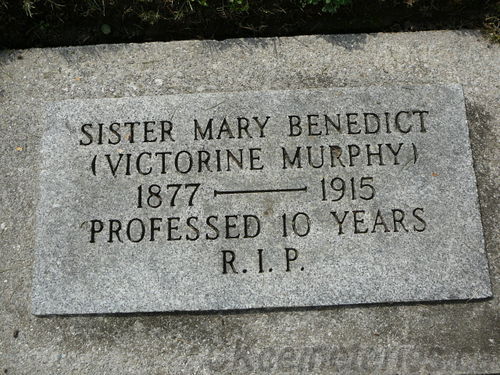 SISTER MARY BENEDICT
(VICTORINE MURPHY)
1877 — 1915
PROFESSED 10 YEARS
R.I.P.